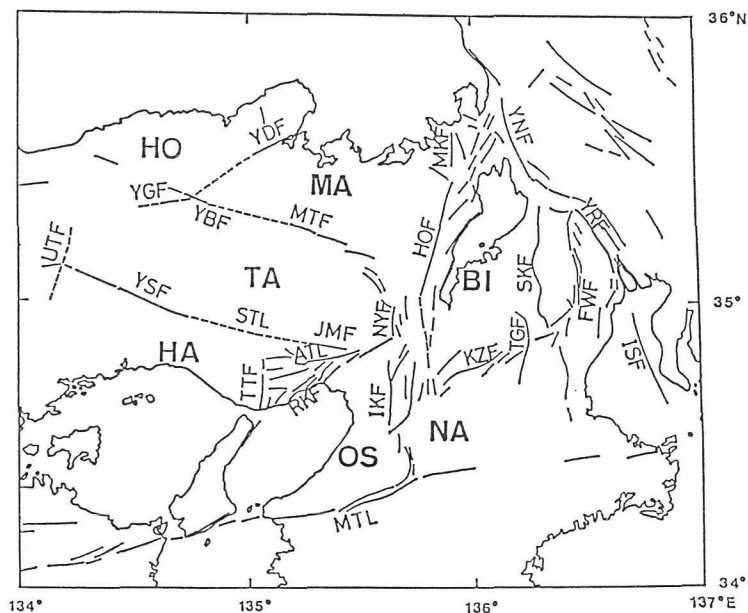 36°N
YDF
HO
MKF
YNF
MA
YGF
YBF
MTF
HOF
YRF
UTF
TA
BI
SKF
YSF
STL
35°
JMF
NYF
FWF
HA
ATL
TGF
KZF
ISF
TTF
RKF
IKF
NA
OS
MTL
34°
134°
135°
136°
137°E